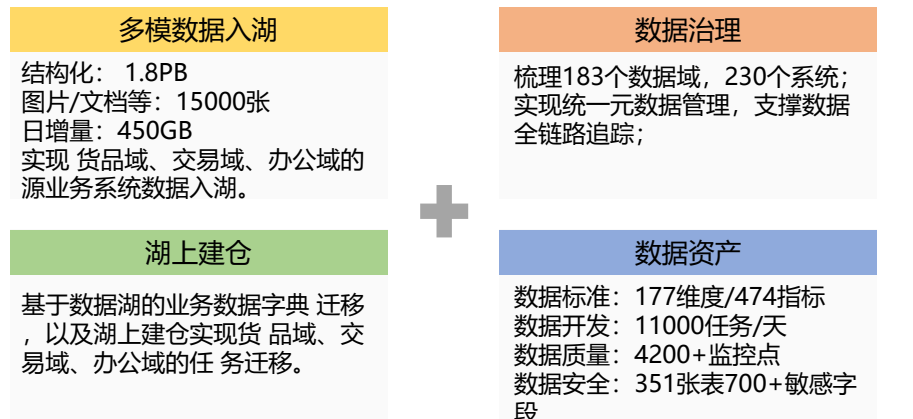 多模数据入湖
结构化： 1.8PB
图片/文档等：15000张
日增量：450GB
实现 货品域、交易域、办公域的
源业务系统数据入湖。
数据治理
梳理183个数据域，230个系统；
实现统一元数据管理，支撑数据
全链路追踪；
湖上建仓
基于数据湖的业务数据字典 迁移
，以及湖上建仓实现货 品域、交
易域、办公域的任 务迁移。
数据资产
数据标准：177维度/474指标
数据开发：11000任务/天
数据质量：4200+监控点
数据安全：351张表700+敏感字
段